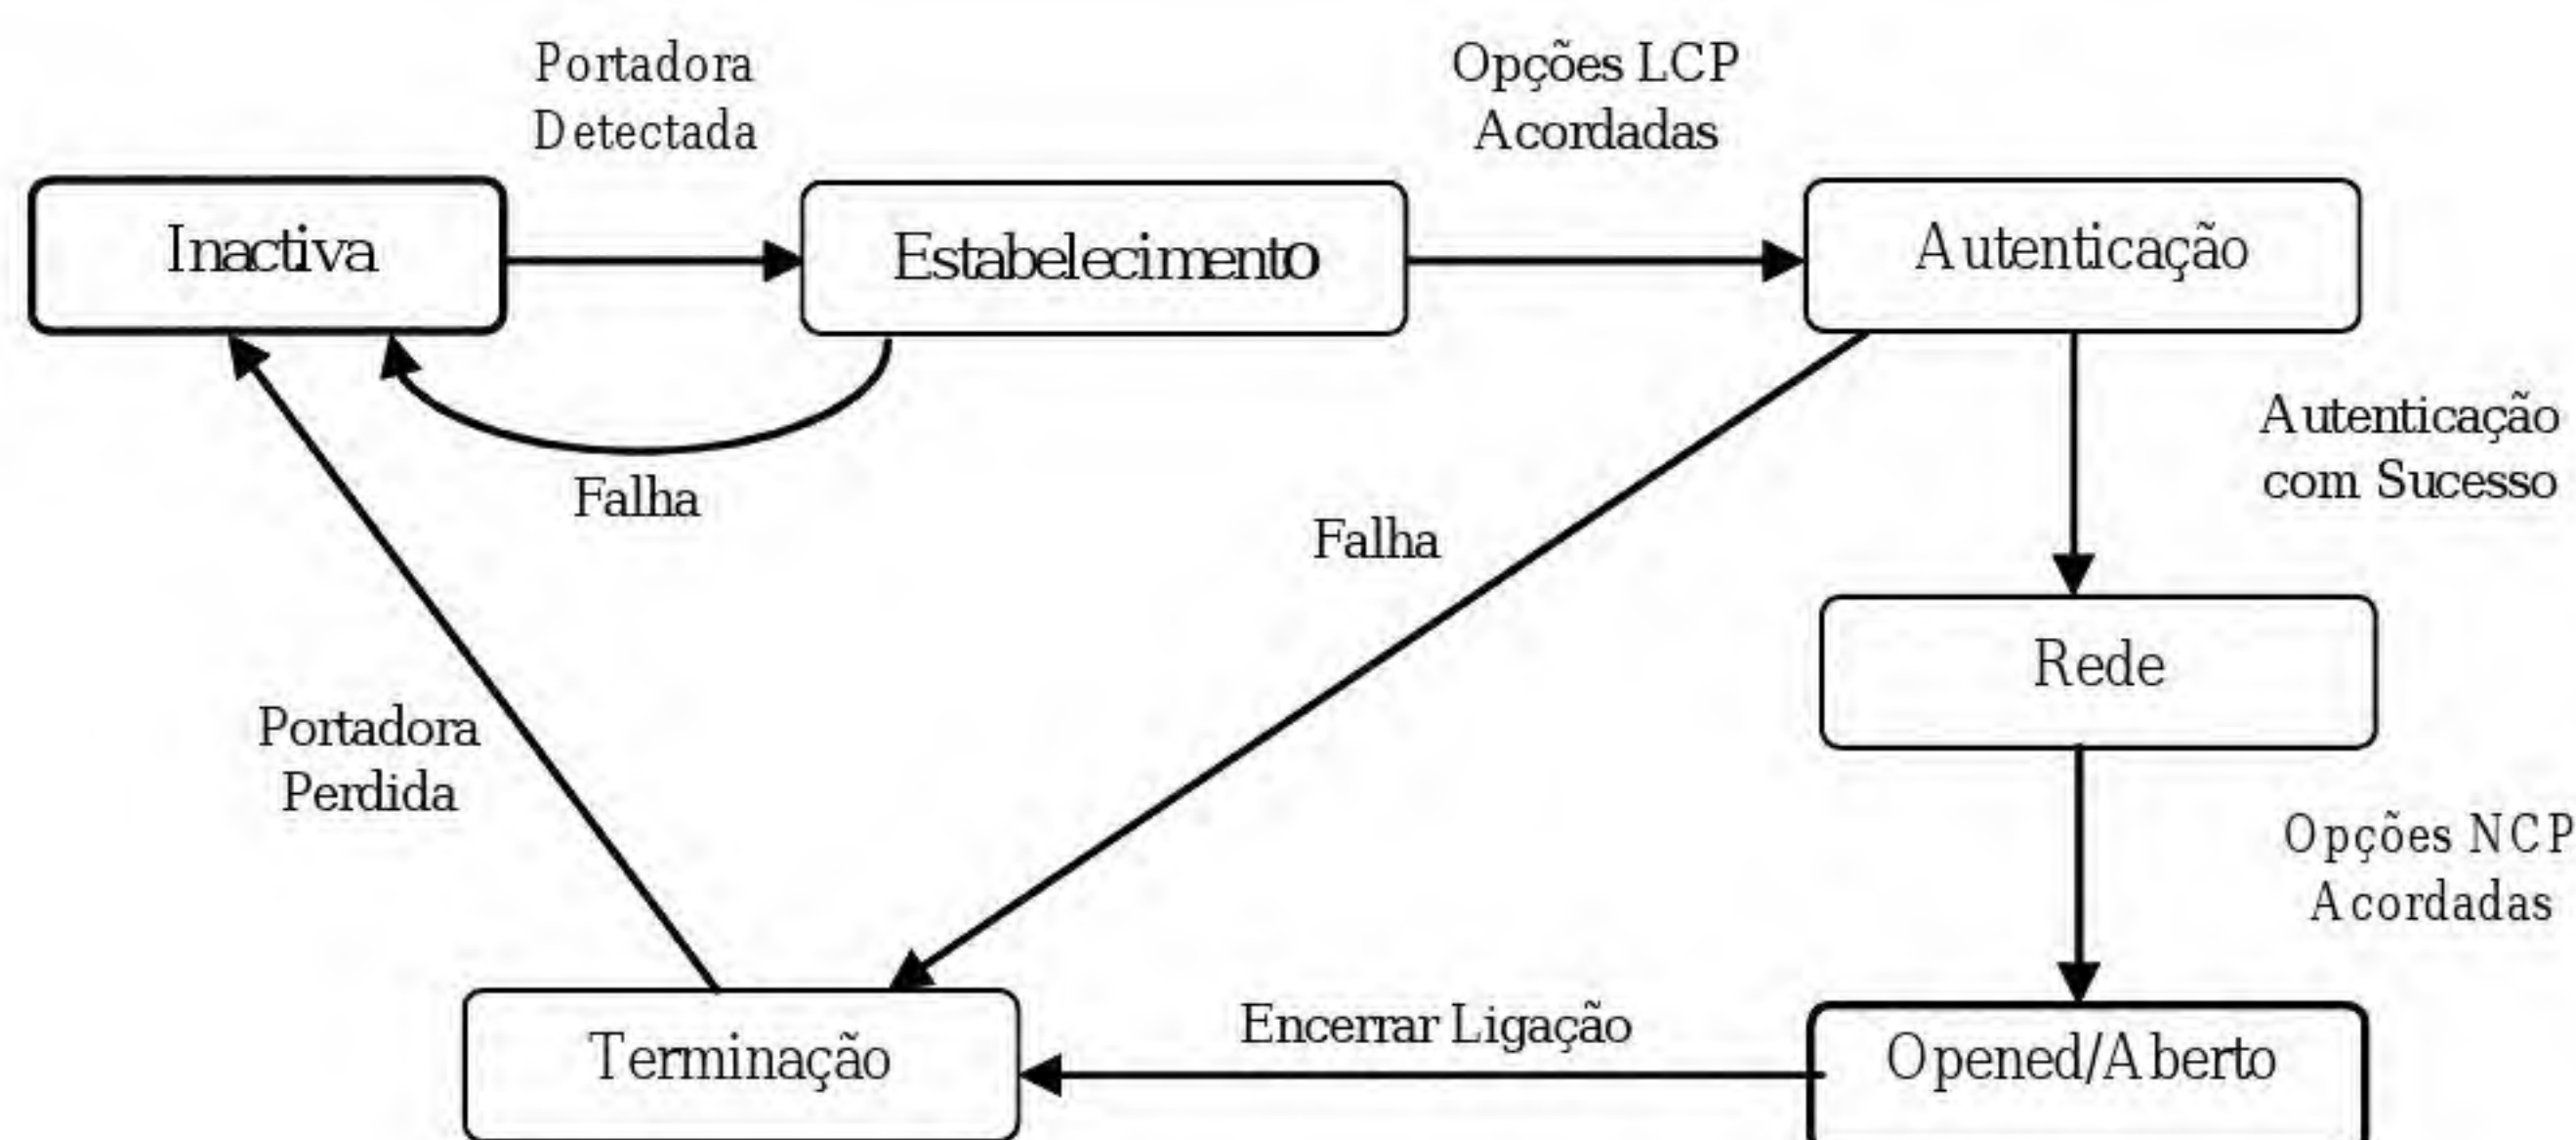 Portadora
Detectada
Opções LCP
Acordadas
Inactiva
Estabelecimento
Autenticação
Autenticação
com Sucesso
Falha
Falha
Rede
Portadora
Perdida
Opções NCP
Acordadas
Encerrar Ligação
Terminação
Opened/Aberto